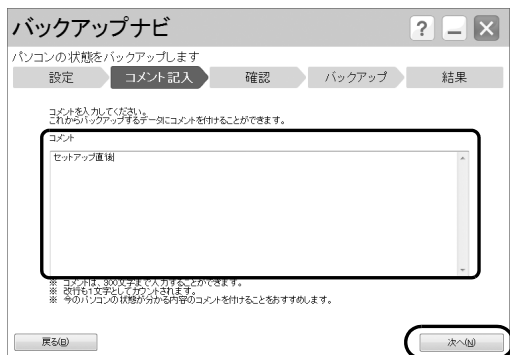 バックアップナビ
? – ×
パソコンの状態をバックアップします
設定 コメント記入 確認 バックアップ 結果
コメントを入力してください。
これからバックアップするデータにコメントを付けることができます。
コメント
セットアップ直後
※ コメントは、300文字まで入力することができます。
※ 改行も1文字としてカウントされます。
※ 今のパソコンの状態が分かる内容のコメントを付けることをおすすめします。
戻る(B) 次へ(N)